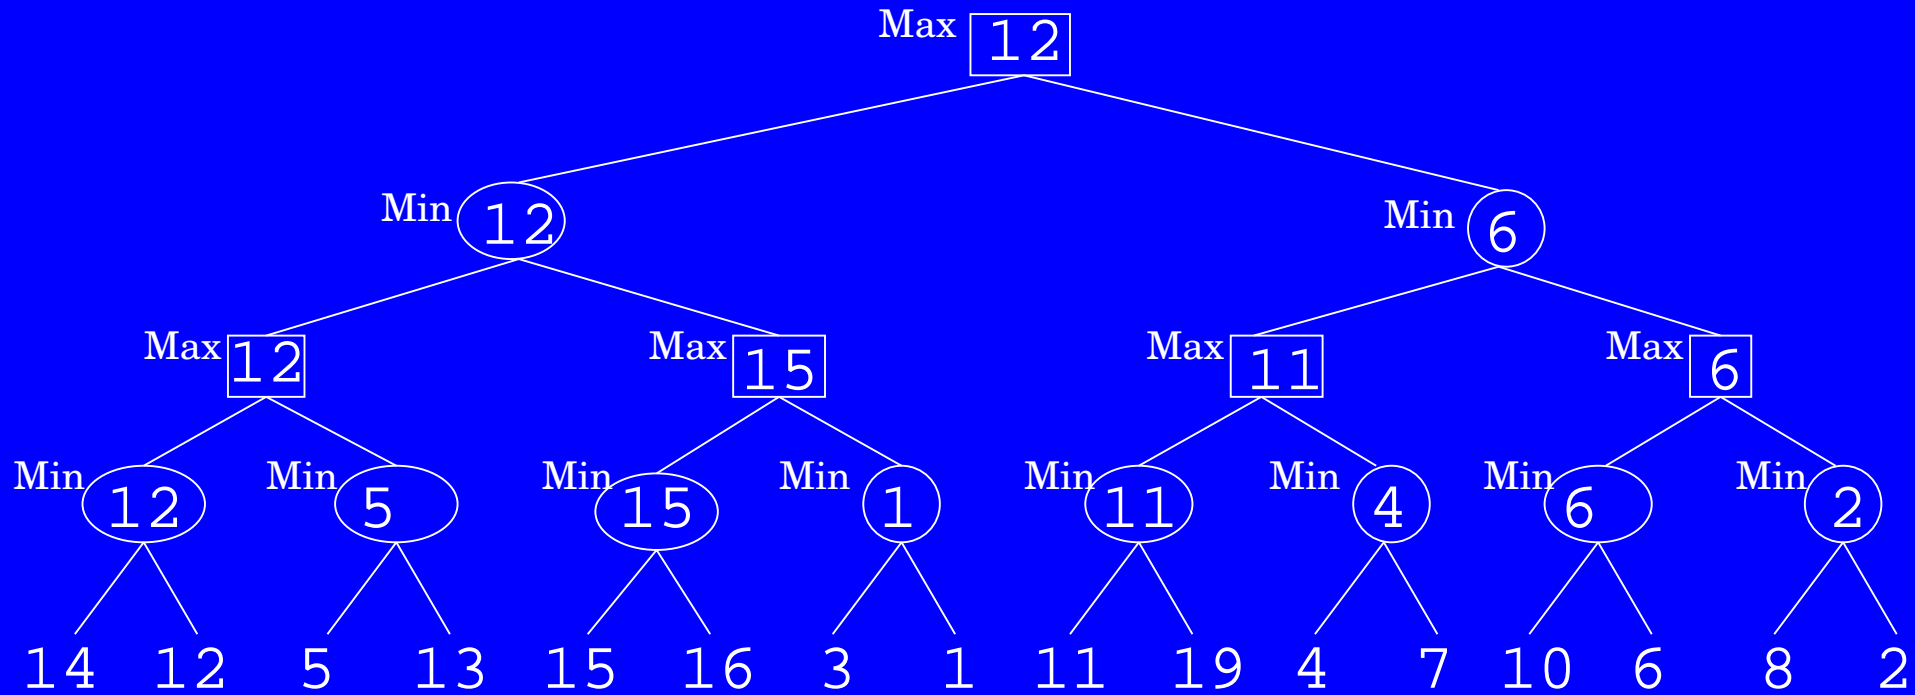 Max 12
Min 12 Min 6
Max 12 Max 15 Max 11 Max 6
Min 12 Min 5 Min 15 Min 1 Min 11 Min 4 Min 6 Min 2
14 12 5 13 15 16 3 1 11 19 4 7 10 6 8 2